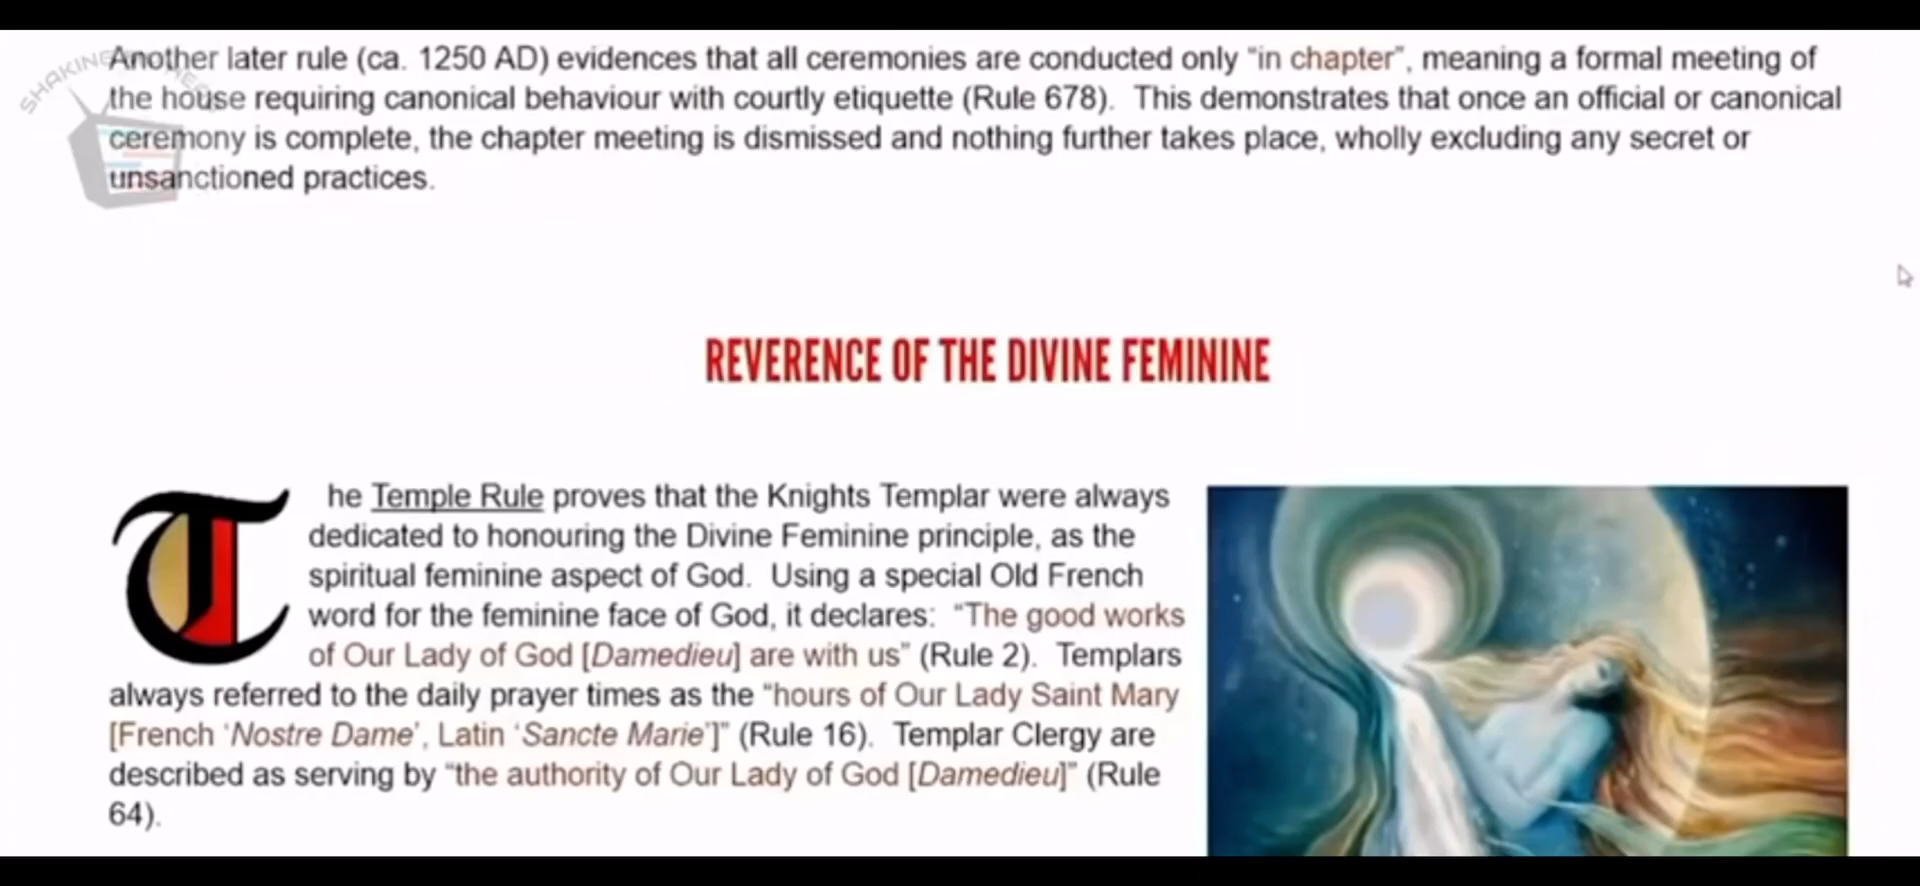 Another later rule (ca. 1250 AD) evidences that all ceremonies are conducted only “in chapter”, meaning a formal meeting of
the house requiring canonical behaviour with courtly etiquette (Rule 678). This demonstrates that once an official or canonical
ceremony is complete, the chapter meeting is dismissed and nothing further takes place, wholly excluding any secret or
unsanctioned practices.
REVERENCE OF THE DIVINE FEMININE
The Temple Rule proves that the Knights Templar were always
dedicated to honouring the Divine Feminine principle, as the
spiritual feminine aspect of God. Using a special Old French
word for the feminine face of God, it declares: “The good works
of Our Lady of God [Damedieu] are with us” (Rule 2). Templars
always referred to the daily prayer times as the “hours of Our Lady Saint Mary
[French ‘Nostre Dame’, Latin ‘Sancte Marie’]” (Rule 16). Templar Clergy are
described as serving by “the authority of Our Lady of God [Damedieu]” (Rule
64).